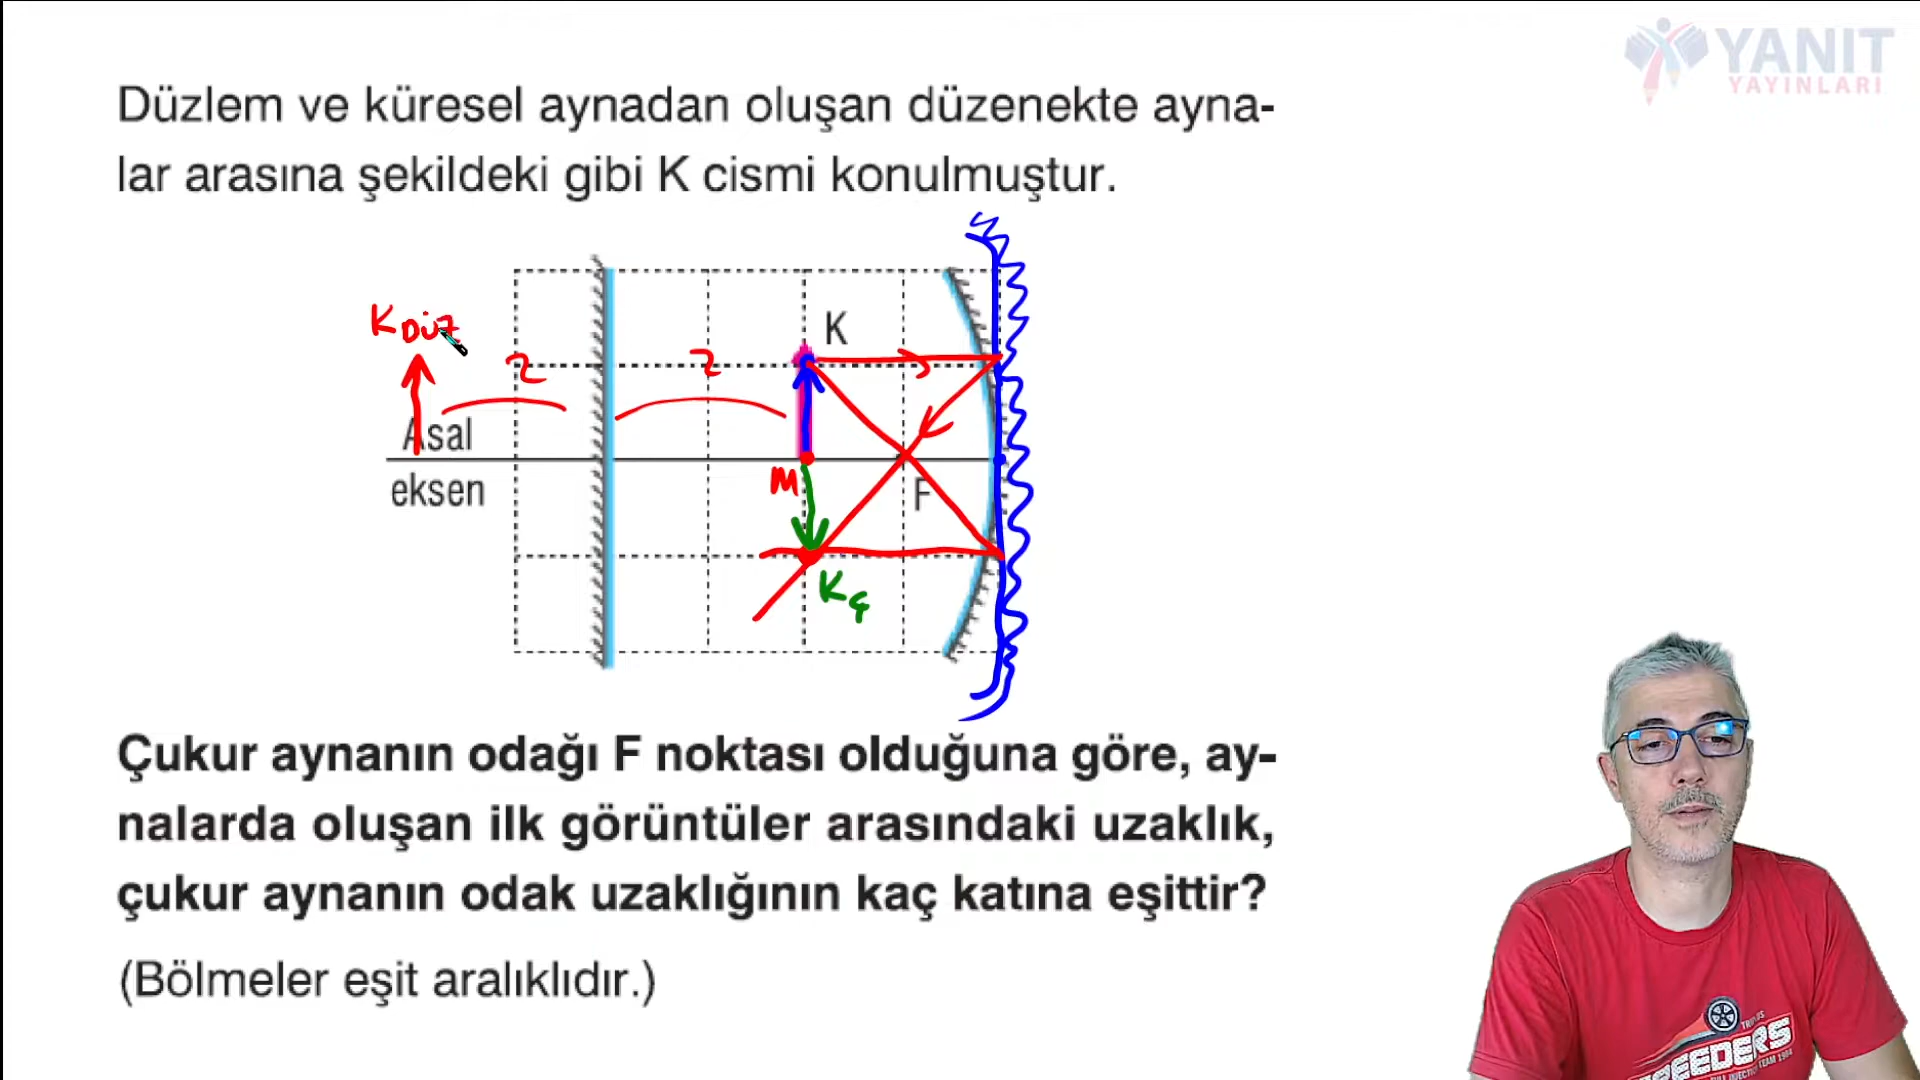 YANIT
YAYINLARI
Düzlem ve küresel aynadan oluşan düzenekte ayna-
lar arasına şekildeki gibi K cismi konulmuştur.
K DÜZ
2
2
K
Asal
eksen
M
F
Kç
Çukur aynanın odağı F noktası olduğuna göre, ay-
nalarda oluşan ilk görüntüler arasındaki uzaklık,
çukur aynanın odak uzaklığının kaç katına eşittir?
(Bölmeler eşit aralıklıdır.)